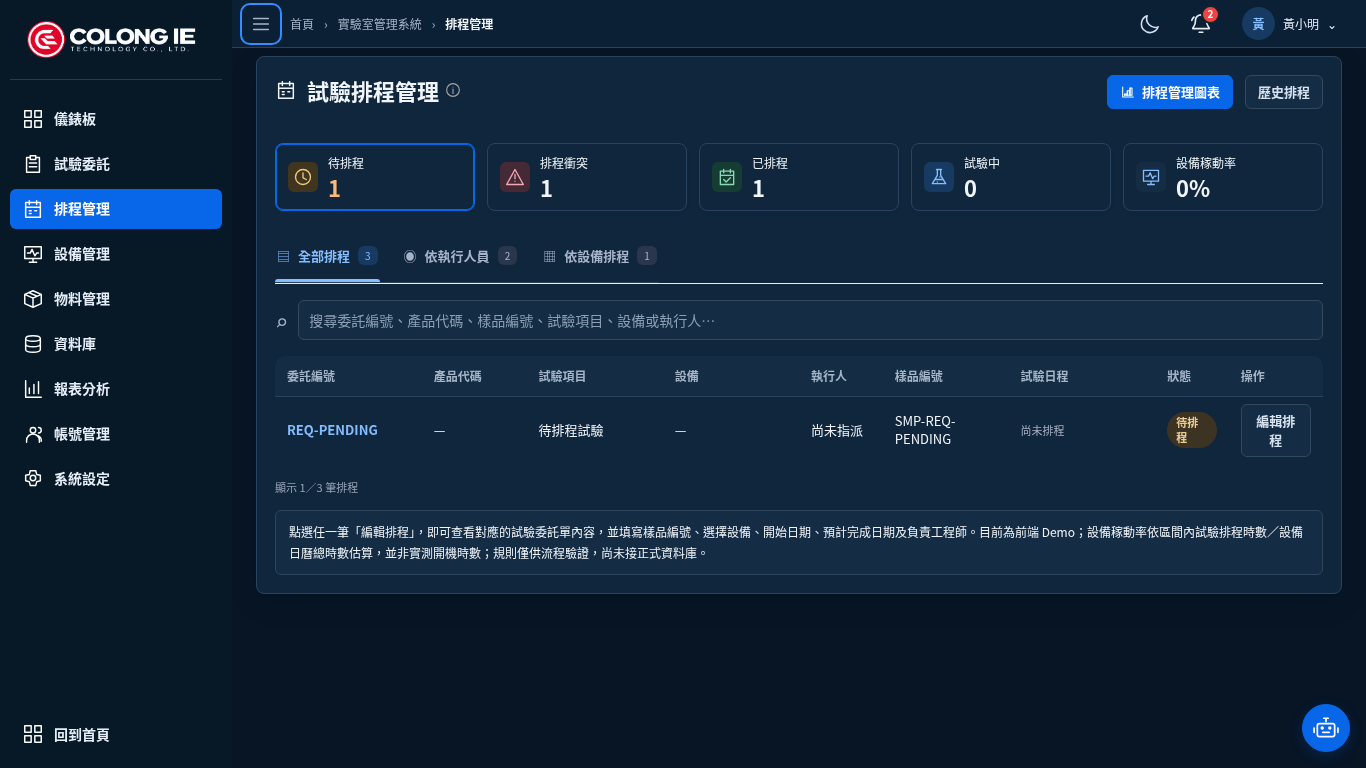 COLONG IE
TECHNOLOGY CO., LTD.
首頁 › 實驗室管理系統 › 排程管理
2
黃 黃小明
儀錶板
試驗委託
排程管理
設備管理
物料管理
資料庫
報表分析
帳號管理
系統設定
回到首頁
試驗排程管理
排程管理圖表
歷史排程
待排程
1
排程衝突
1
已排程
1
試驗中
0
設備稼動率
0%
全部排程 3
依執行人員 2
依設備排程 1
搜尋委託編號、產品代碼、樣品編號、試驗項目、設備或執行人…
委託編號 產品代碼 試驗項目 設備 執行人 樣品編號 試驗日程 狀態 操作
REQ-PENDING — 待排程試驗 — 尚未指派 SMP-REQ-PENDING 尚未排程 待排程 編輯排程
顯示 1／3 筆排程
點選任一筆「編輯排程」，即可查看對應的試驗委託單內容，並填寫樣品編號、選擇設備、開始日期、預計完成日期及負責工程師。目前為前端 Demo；設備稼動率依區間內試驗排程時數／設備
日曆總時數估算，並非實測開機時數；規則僅供流程驗證，尚未接正式資料庫。